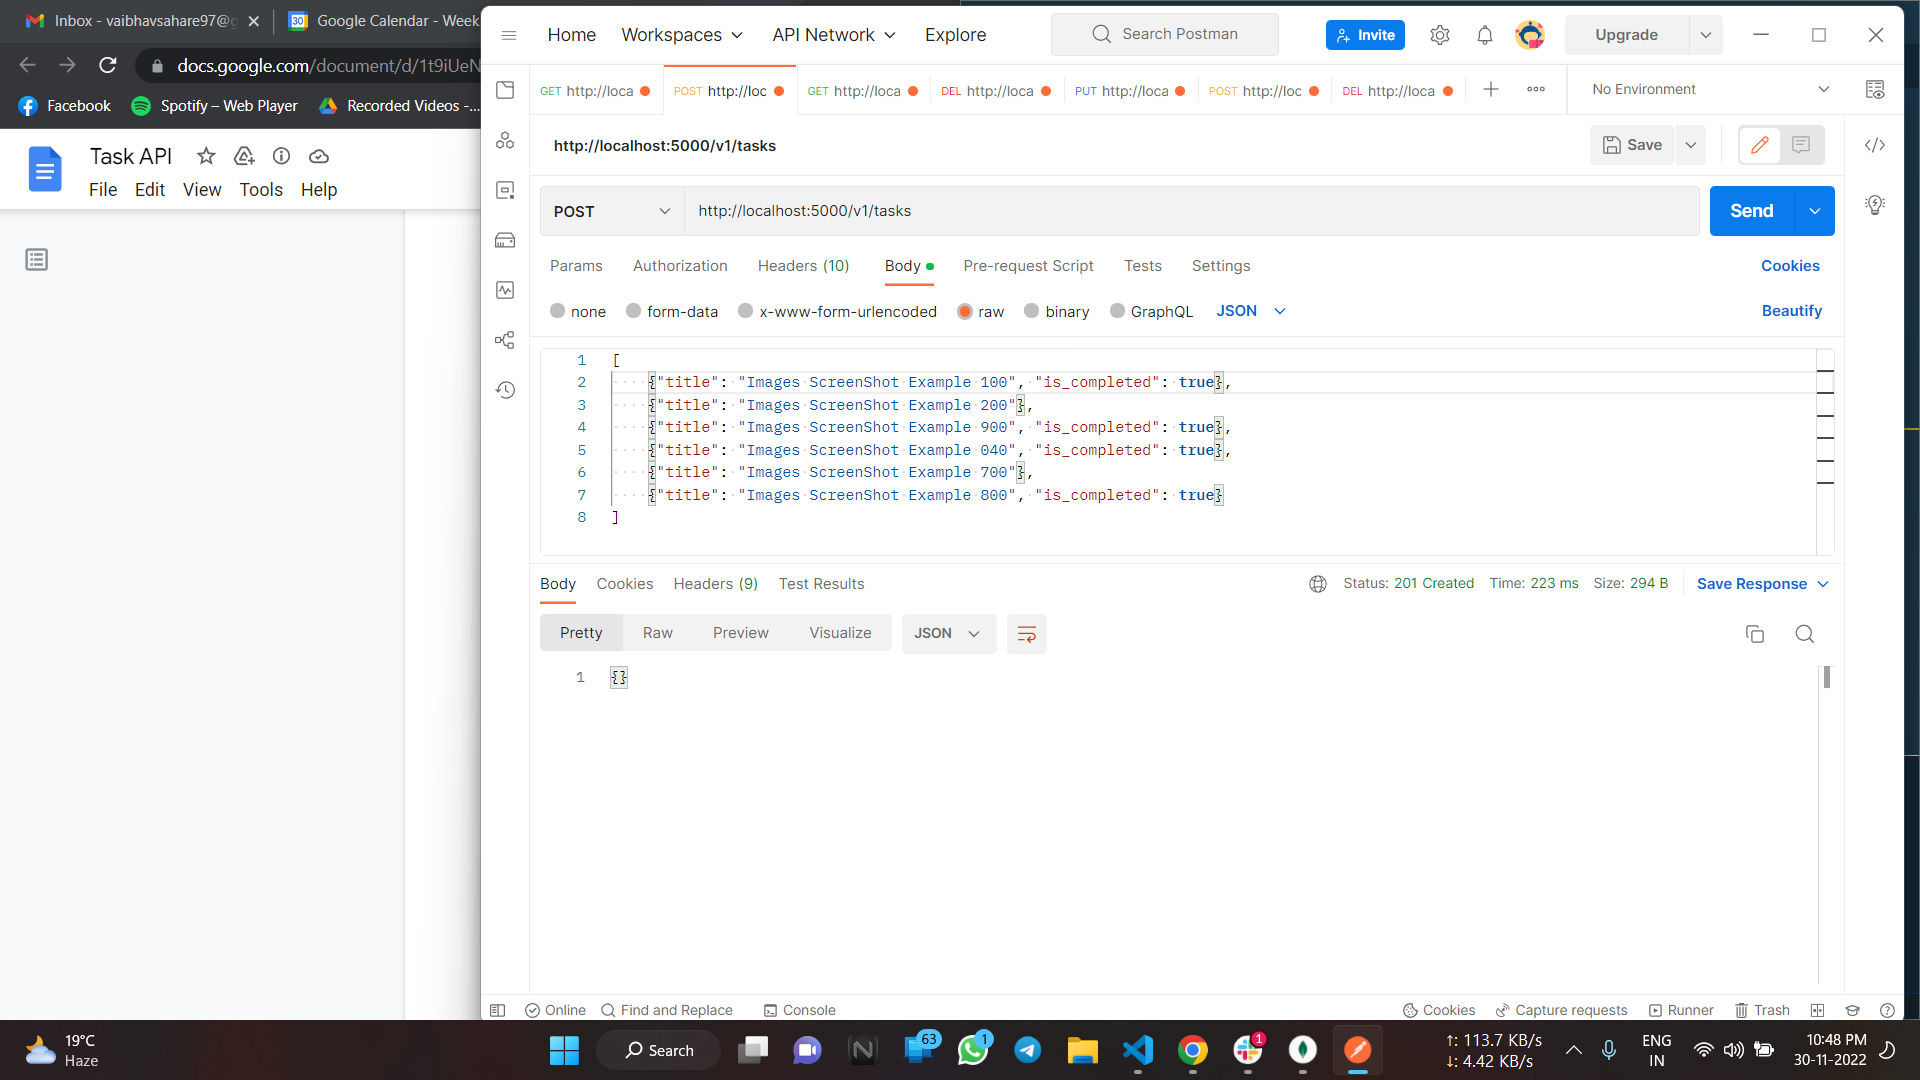 Inbox - vaibhavsahare97@g
Google Calendar - Week
docs.google.com/document/d/1t9iUeN
Facebook
Spotify – Web Player
Recorded Videos -...
Task API
File Edit View Tools Help
Home Workspaces API Network Explore
Search Postman
Invite
Upgrade
GET http://loca
POST http://loc
GET http://loca
DEL http://loca
PUT http://loca
POST http://loc
DEL http://loca
No Environment
http://localhost:5000/v1/tasks
Save
POST http://localhost:5000/v1/tasks
Send
Params Authorization Headers (10) Body Pre-request Script Tests Settings Cookies
none form-data x-www-form-urlencoded raw binary GraphQL JSON Beautify
1 [
2 {"title": "Images ScreenShot Example 100", "is_completed": true},
3 {"title": "Images ScreenShot Example 200"},
4 {"title": "Images ScreenShot Example 900", "is_completed": true},
5 {"title": "Images ScreenShot Example 040", "is_completed": true},
6 {"title": "Images ScreenShot Example 700"},
7 {"title": "Images ScreenShot Example 800", "is_completed": true}
8 ]
Body Cookies Headers (9) Test Results
Status: 201 Created Time: 223 ms Size: 294 B Save Response
Pretty Raw Preview Visualize JSON
1 {}
Online Find and Replace Console
Cookies Capture requests Runner Trash
19°C
Haze
Search
63
1
1
↑: 113.7 KB/s
↓: 4.42 KB/s
ENG
IN
10:48 PM
30-11-2022